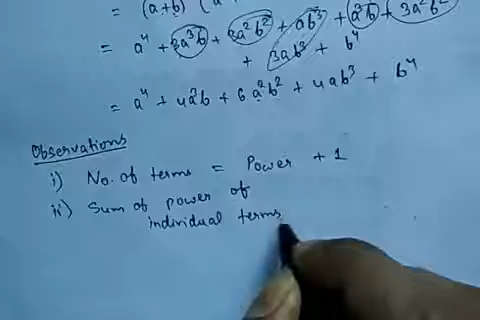 = (a+b) (a
= a⁴ + 3a³b + 3a²b² + ab³ + a³b + 3a²b²
+ 3ab³ + b⁴
= a⁴ + 4a³b + 6a²b² + 4ab³ + b⁴
Observations
i) No. of terms = Power + 1
ii) Sum of power of
individual terms